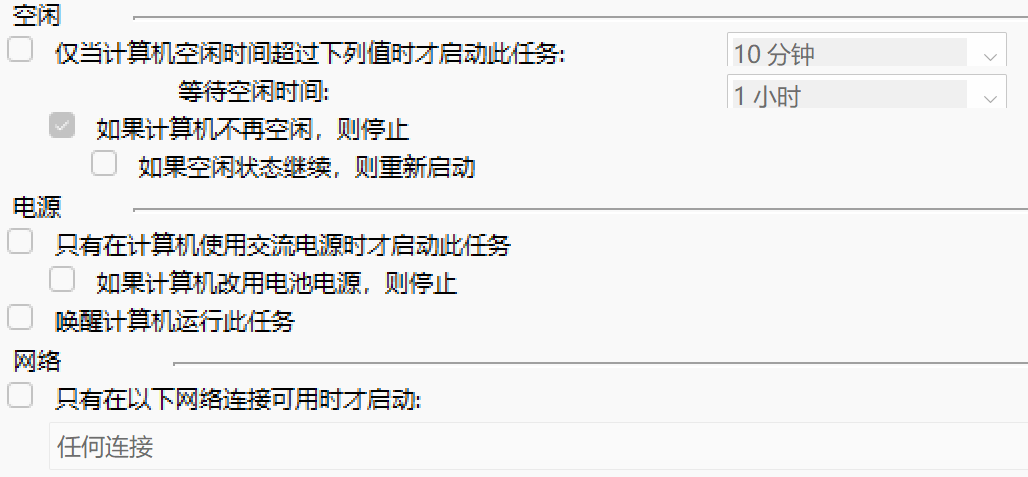 空闲
仅当计算机空闲时间超过下列值时才启动此任务: 10 分钟
等待空闲时间: 1 小时
如果计算机不再空闲，则停止
如果空闲状态继续，则重新启动
电源
只有在计算机使用交流电源时才启动此任务
如果计算机改用电池电源，则停止
唤醒计算机运行此任务
网络
只有在以下网络连接可用时才启动:
任何连接